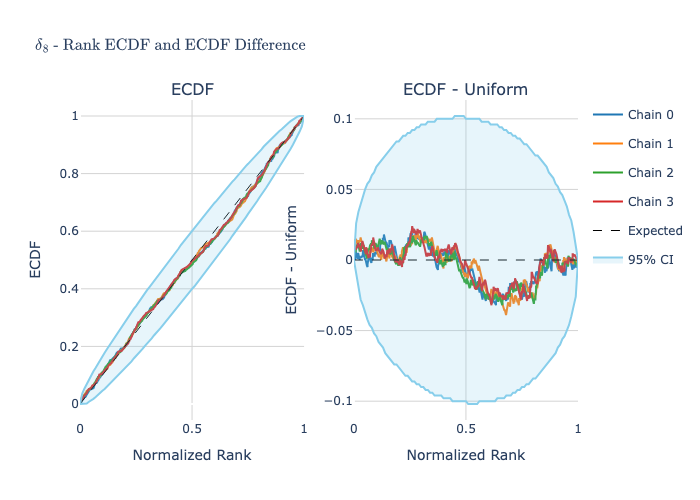 δ₈ - Rank ECDF and ECDF Difference
ECDF
1
0.8
0.6
0.4
0.2
0
0
0.5
1
ECDF
Normalized Rank
ECDF - Uniform
0.1
0.05
0
−0.05
−0.1
0
0.5
1
ECDF - Uniform
Normalized Rank
Chain 0
Chain 1
Chain 2
Chain 3
Expected
95% CI